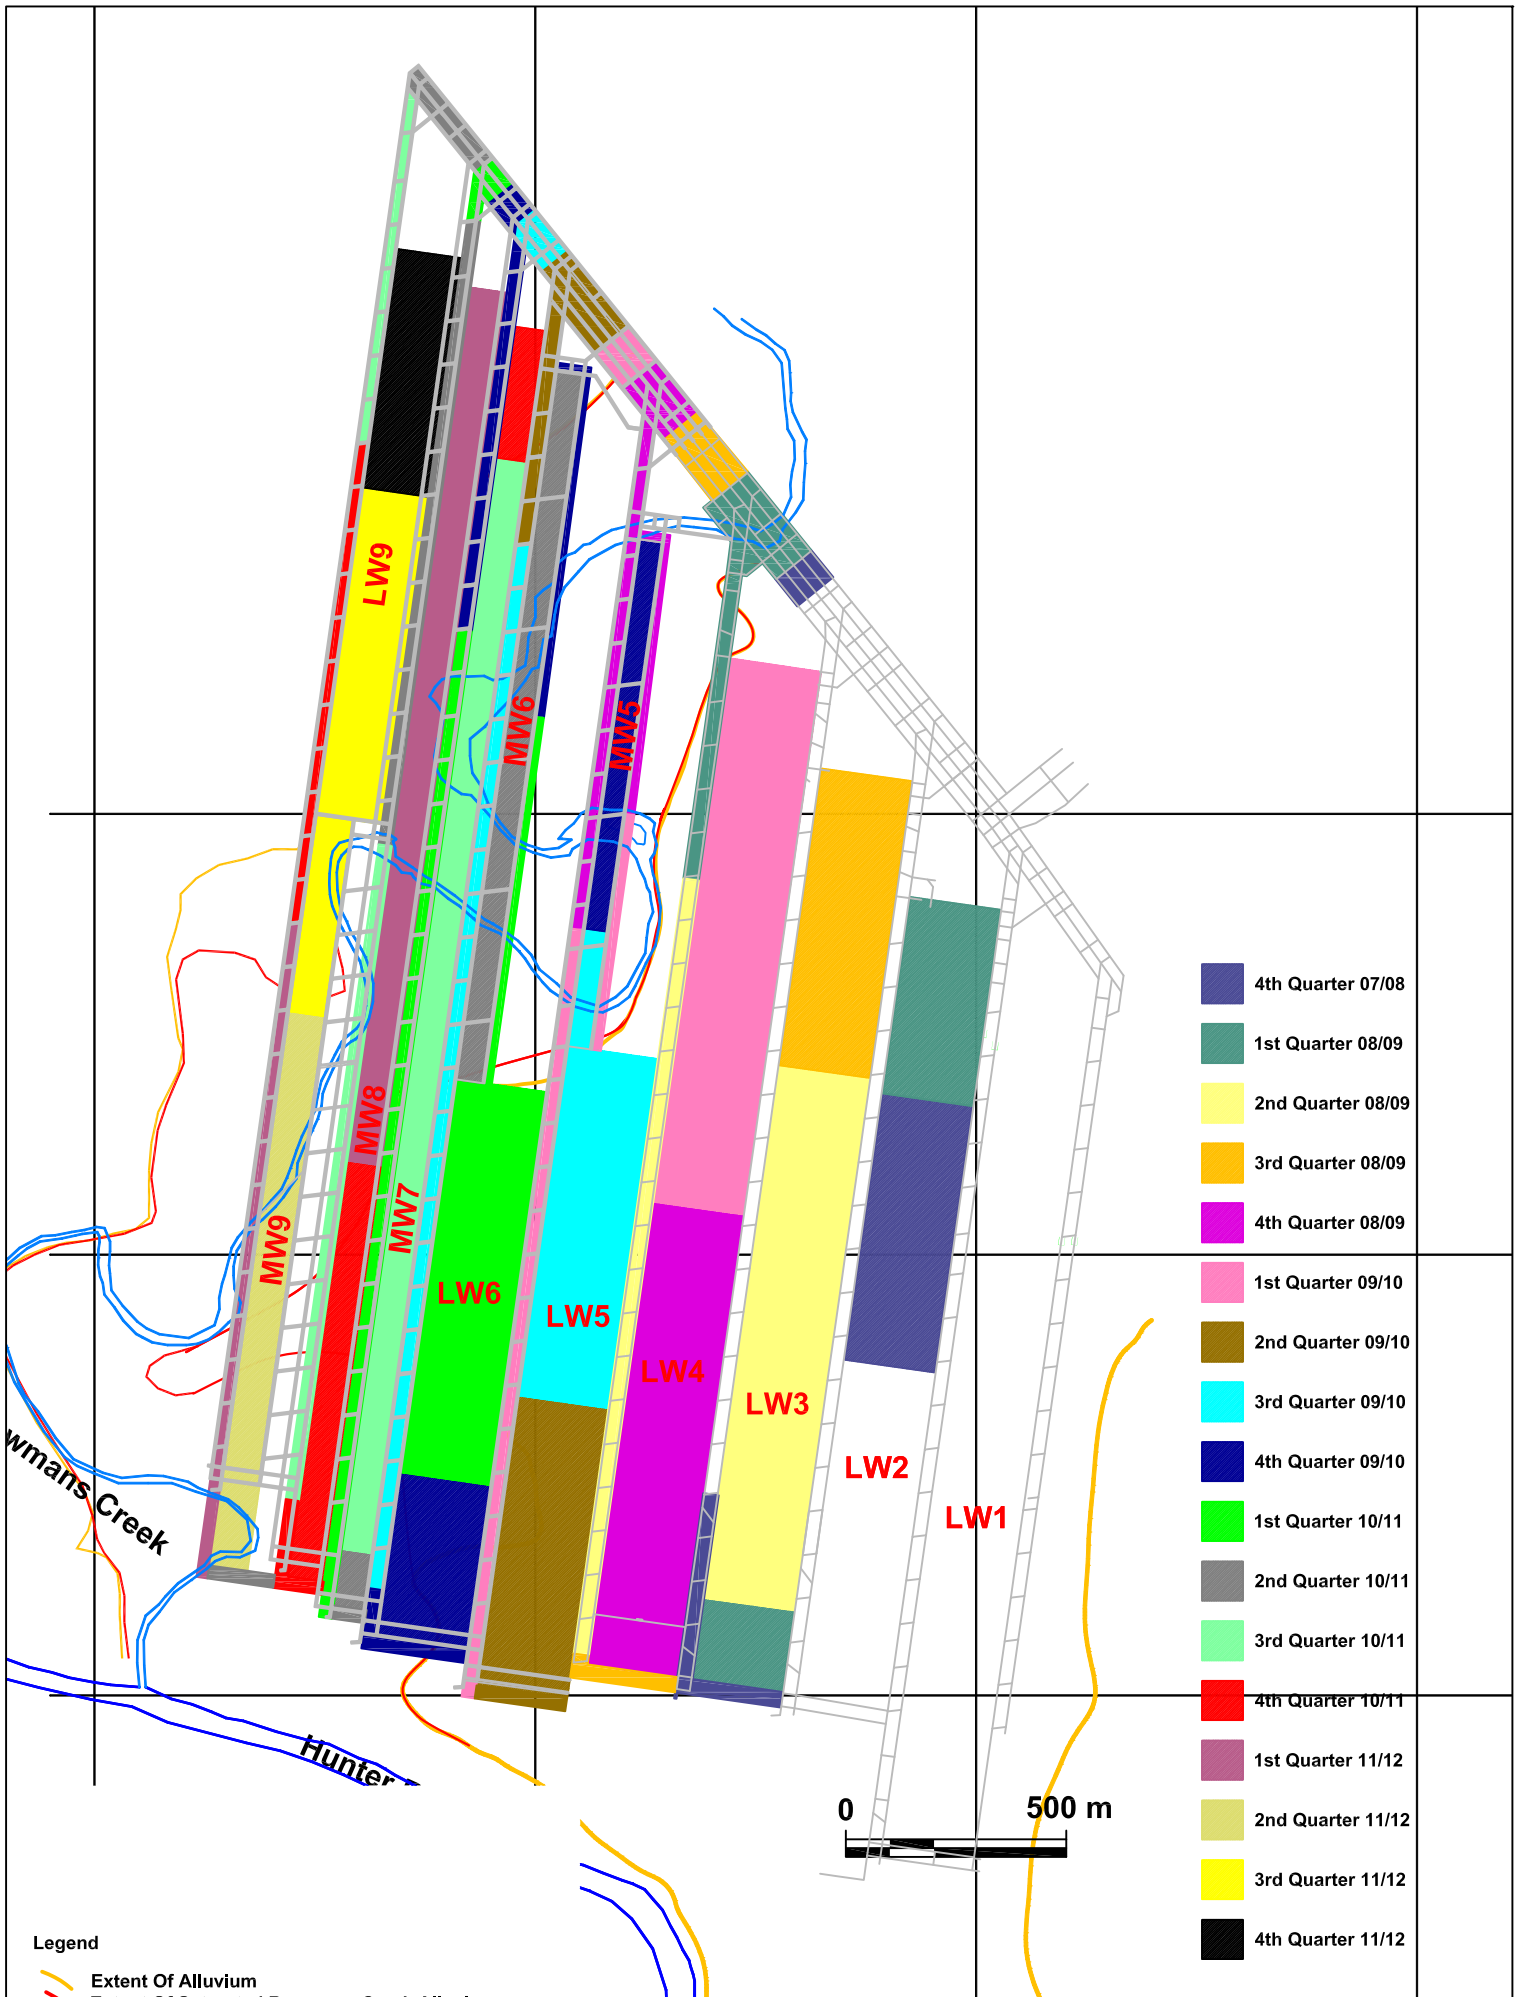 LW9
MW6
MW5
MW8
MW7
MW9
LW6
LW5
LW4
LW3
LW2
LW1
wmans Creek
Hunter
0
500 m
4th Quarter 07/08
1st Quarter 08/09
2nd Quarter 08/09
3rd Quarter 08/09
4th Quarter 08/09
1st Quarter 09/10
2nd Quarter 09/10
3rd Quarter 09/10
4th Quarter 09/10
1st Quarter 10/11
2nd Quarter 10/11
3rd Quarter 10/11
4th Quarter 10/11
1st Quarter 11/12
2nd Quarter 11/12
3rd Quarter 11/12
4th Quarter 11/12
Legend
Extent Of Alluvium